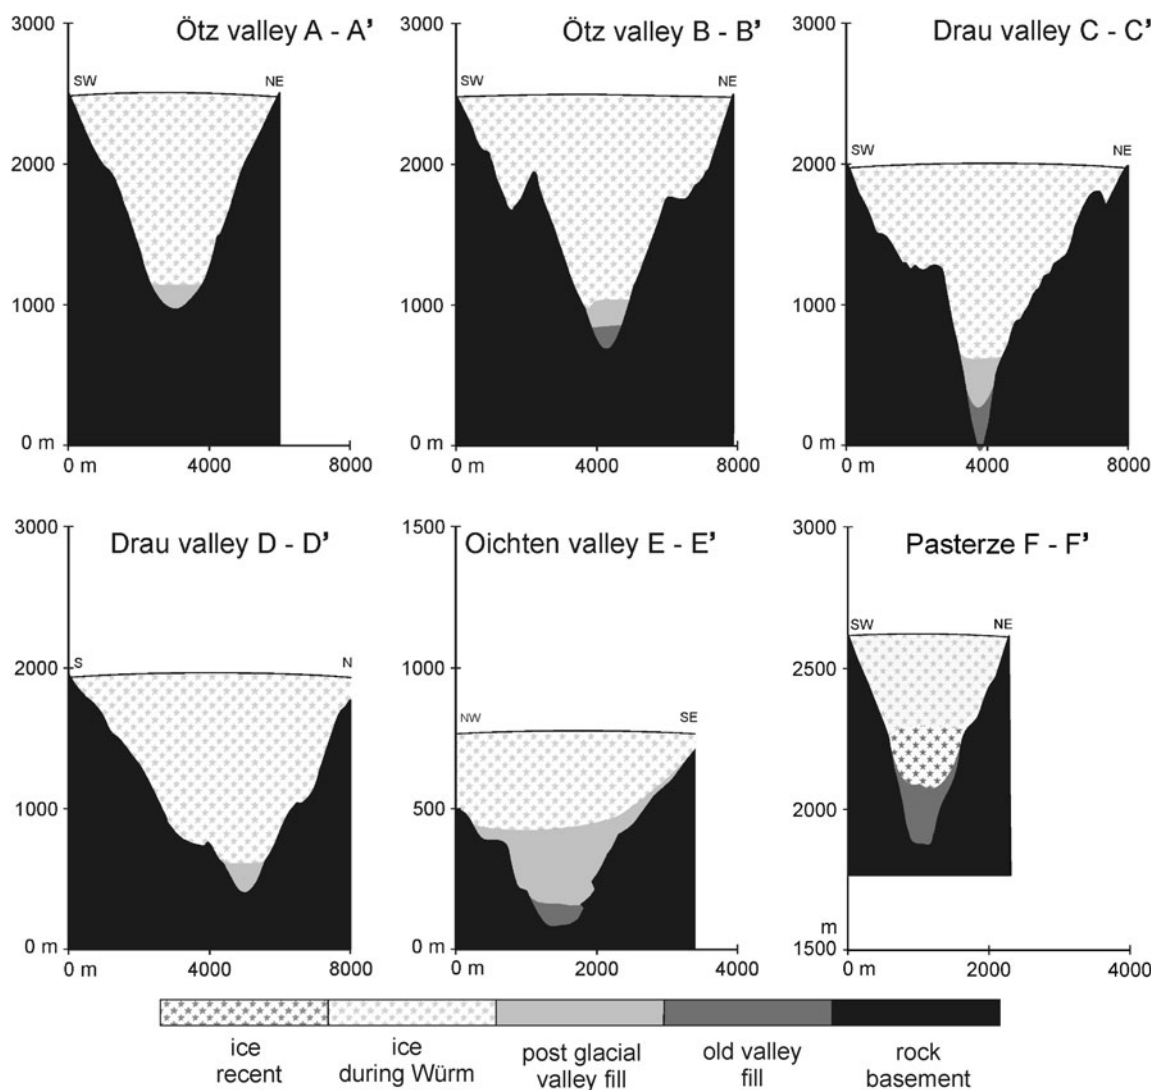 Ötz valley A - A’
3000
2000
1000
0 m
SW
NE
0 m
4000
8000
Ötz valley B - B’
3000
2000
1000
0 m
SW
NE
0 m
4000
8000
Drau valley C - C’
3000
2000
1000
0 m
SW
NE
0 m
4000
8000
Drau valley D - D’
3000
2000
1000
0 m
S
N
0 m
4000
8000
Oichten valley E - E’
1500
1000
500
0 m
NW
SE
0 m
2000
4000
Pasterze F - F’
3000
2500
2000
m
1500
SW
NE
0 m
2000
4000
ice
recent
ice
during Würm
post glacial
valley fill
old valley
fill
rock
basement